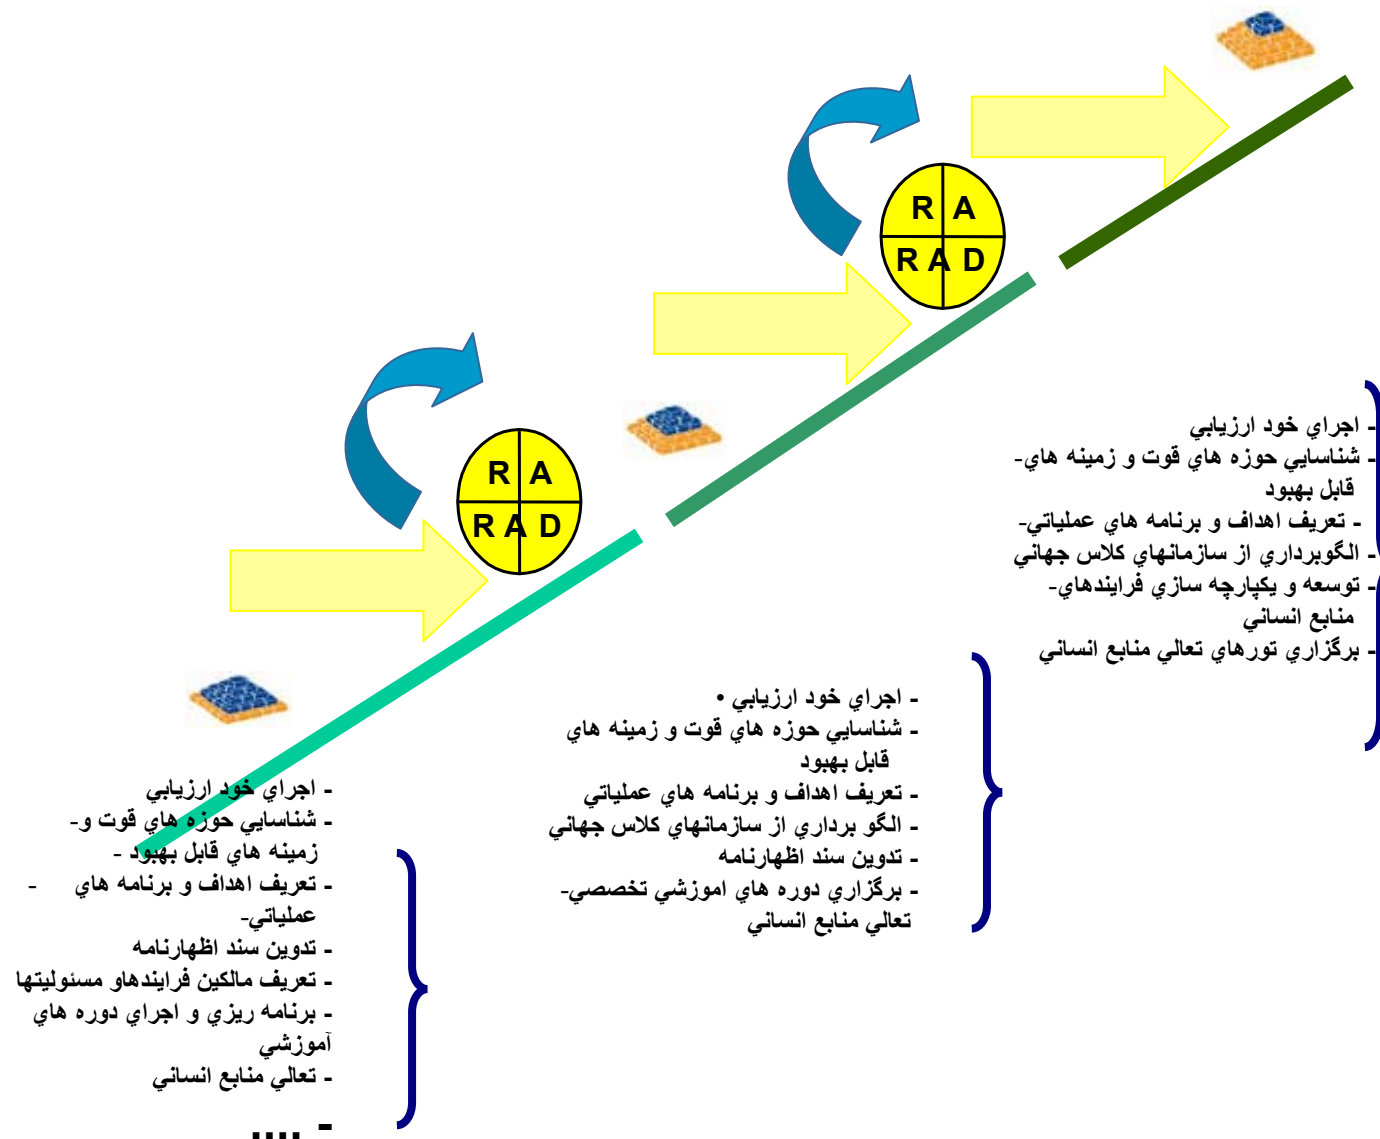 R A
R A D
R A
R A D
- اجراي خود ارزيابي
- شناسايي حوزه هاي قوت و زمينه هاي-
قابل بهبود
- تعريف اهداف و برنامه هاي عملياتي-
- الگوبرداري از سازمانهاي كلاس جهاني
- توسعه و يكپارچه سازي فرايندهاي-
منابع انساني
- برگزاري تورهاي تعالي منابع انساني
- اجراي خود ارزيابي •
- شناسايي حوزه هاي قوت و زمينه هاي
قابل بهبود
- تعريف اهداف و برنامه هاي عملياتي
- الگو برداري از سازمانهاي كلاس جهاني
- تدوين سند اظهارنامه
- برگزاري دوره هاي اموزشي تخصصي-
تعالي منابع انساني
- اجراي خود ارزيابي
- شناسايي حوزه هاي قوت و-
زمينه هاي قابل بهبود -
- تعريف اهداف و برنامه هاي -
عملياتي-
- تدوين سند اظهارنامه
- تعريف مالكين فرايندهاو مسئوليتها
- برنامه ريزي و اجراي دوره هاي
آموزشي
- تعالي منابع انساني
- ....